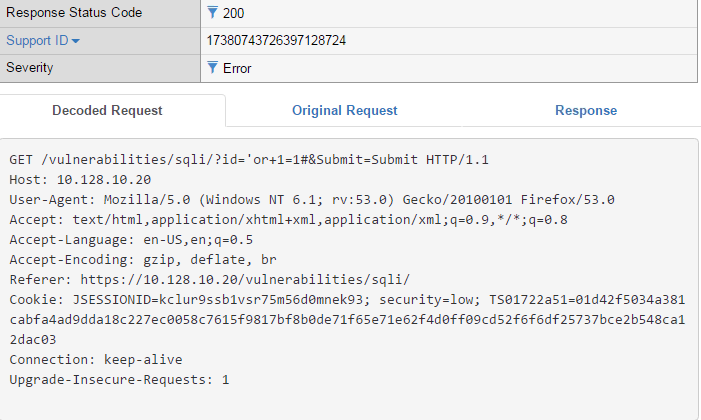 Response Status Code 200
Support ID 17380743726397128724
Severity Error
Decoded Request Original Request Response
GET /vulnerabilities/sqli/?id='or+1=1#&Submit=Submit HTTP/1.1
Host: 10.128.10.20
User-Agent: Mozilla/5.0 (Windows NT 6.1; rv:53.0) Gecko/20100101 Firefox/53.0
Accept: text/html,application/xhtml+xml,application/xml;q=0.9,*/*;q=0.8
Accept-Language: en-US,en;q=0.5
Accept-Encoding: gzip, deflate, br
Referer: https://10.128.10.20/vulnerabilities/sqli/
Cookie: JSESSIONID=kclur9ssb1vsr75m56d0mnek93; security=low; TS01722a51=01d42f5034a381
cabfa4ad9dda18c227ec0058c7615f9817bf8b0de71f65e71e62f4d0ff09cd52f6f6df25737bce2b548ca1
2dac03
Connection: keep-alive
Upgrade-Insecure-Requests: 1